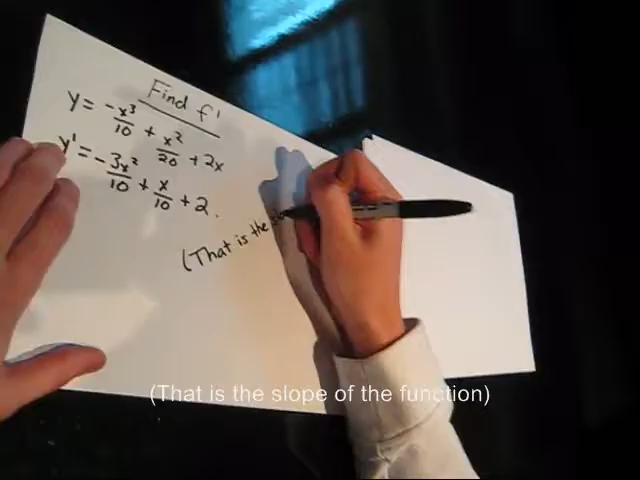 Find f'
y = -x³/10 + x²/20 + 2x
y' = -3x²/10 + x/10 + 2.
(That is the
(That is the slope of the function)